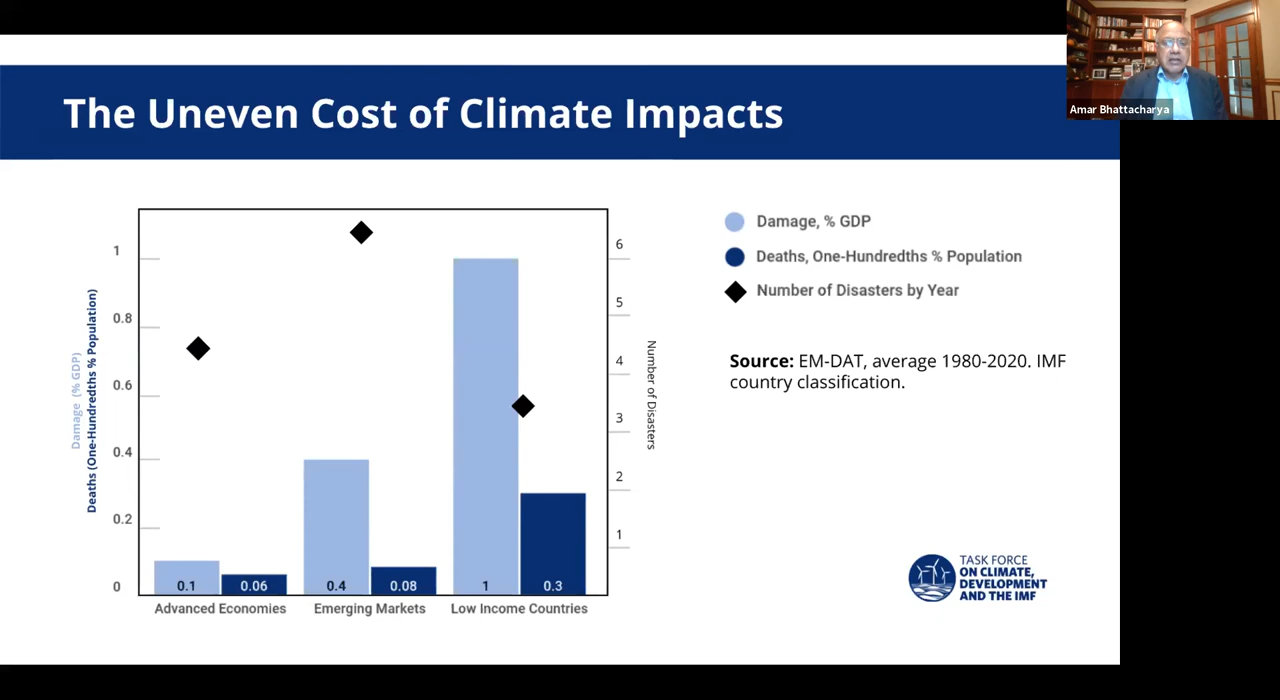 Amar Bhattacharya
The Uneven Cost of Climate Impacts
Damage (% GDP)
Deaths (One-Hundredths % Population)
1
0.8
0.6
0.4
0.2
0
6
5
4
3
2
1
Number of Disasters
0.1
0.06
0.4
0.08
1
0.3
Advanced Economies
Emerging Markets
Low Income Countries
Damage, % GDP
Deaths, One-Hundredths % Population
Number of Disasters by Year
Source: EM-DAT, average 1980-2020. IMF
country classification.
TASK FORCE
ON CLIMATE,
DEVELOPMENT
AND THE IMF